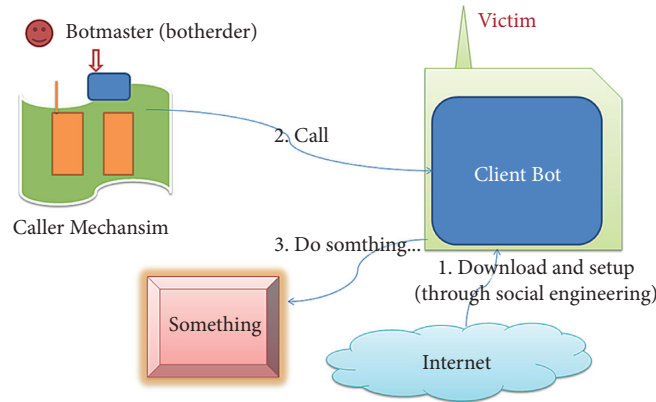 Botmaster (botherder)
Victim
2. Call
Client Bot
Caller Mechansim
3. Do somthing...
1. Download and setup
(through social engineering)
Something
Internet